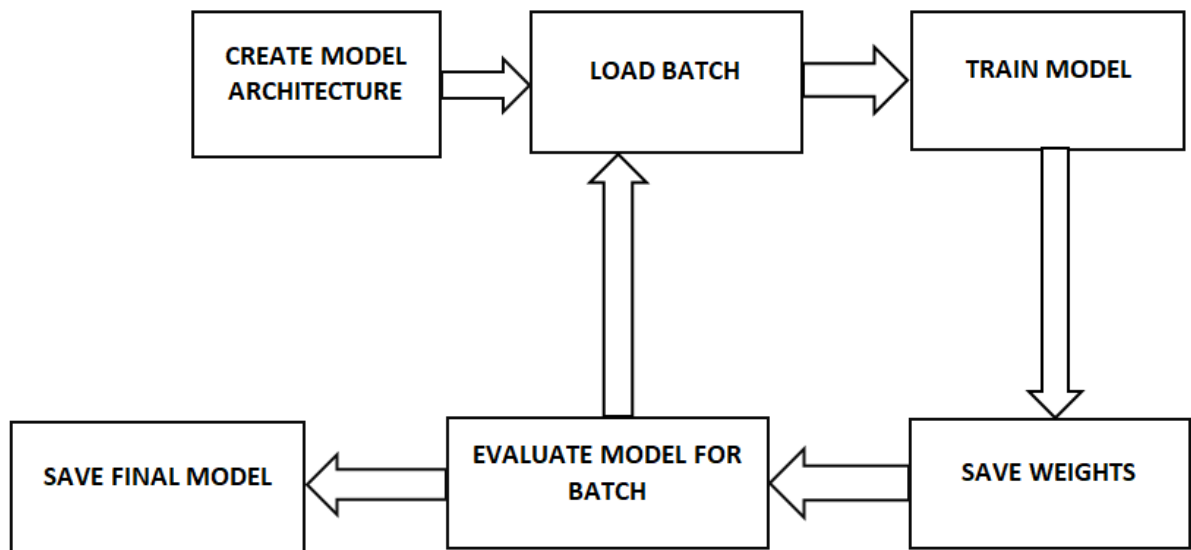 CREATE MODEL
ARCHITECTURE
LOAD BATCH
TRAIN MODEL
SAVE FINAL MODEL
EVALUATE MODEL FOR
BATCH
SAVE WEIGHTS